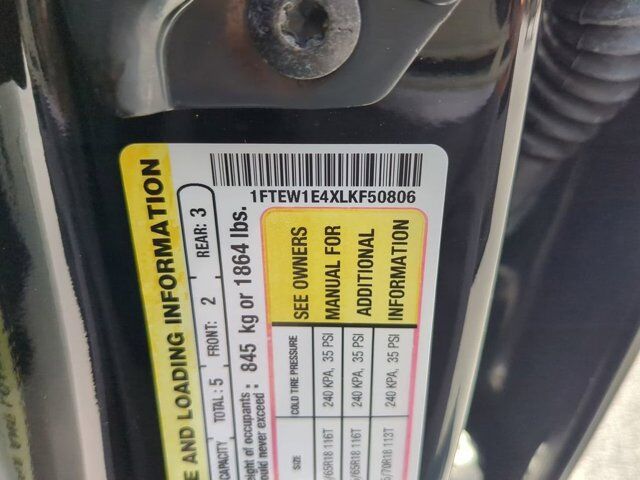 1FTEW1E4XLKF50806
E AND LOADING INFORMATION
CAPACITY TOTAL : 5 FRONT: 2 REAR: 3
of occupants
should never exceed : 845 kg or 1864 lbs.
SIZE COLD TIRE PRESSURE SEE OWNERS
/65R18 116T 240 KPA, 35 PSI MANUAL FOR
/65R18 116T 240 KPA, 35 PSI ADDITIONAL
/70R18 113T 240 KPA, 35 PSI INFORMATION